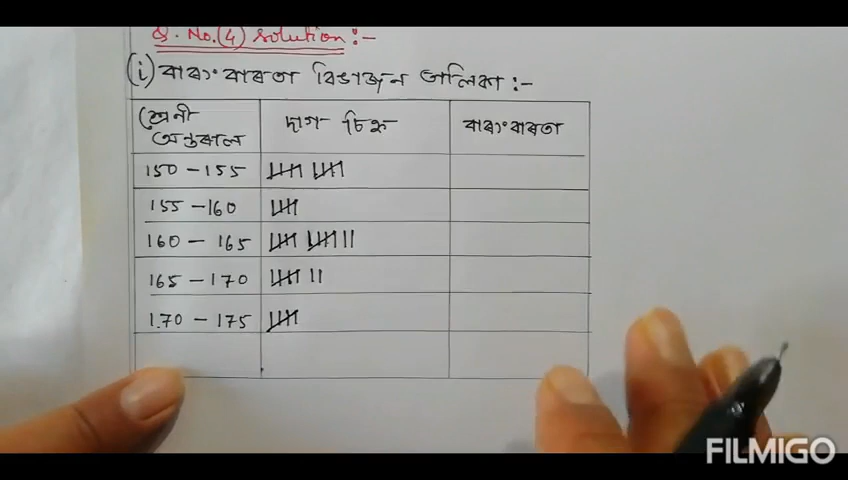 Q. No.(4) solution :-
(i) বাৰংবাৰতা বিভাজন তালিকা :-
শ্ৰেনী অন্তৰাল দাগ চিহ্ন বাৰংবাৰতা
150 - 155
155 - 160
160 - 165
165 - 170
170 - 175
FILMIGO